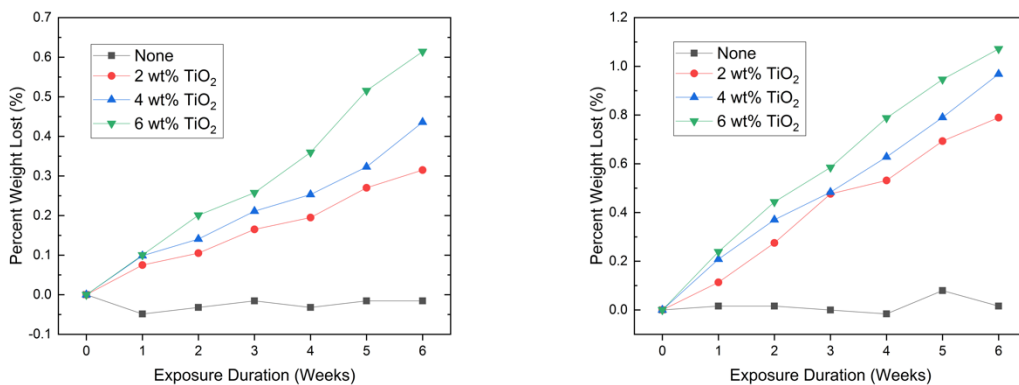 0.7
0.6
0.5
0.4
0.3
0.2
0.1
0.0
-0.1
Percent Weight Lost (%)
None
2 wt% TiO₂
4 wt% TiO₂
6 wt% TiO₂
0 1 2 3 4 5 6
Exposure Duration (Weeks)
1.2
1.0
0.8
0.6
0.4
0.2
0.0
Percent Weight Lost (%)
None
2 wt% TiO₂
4 wt% TiO₂
6 wt% TiO₂
0 1 2 3 4 5 6
Exposure Duration (Weeks)